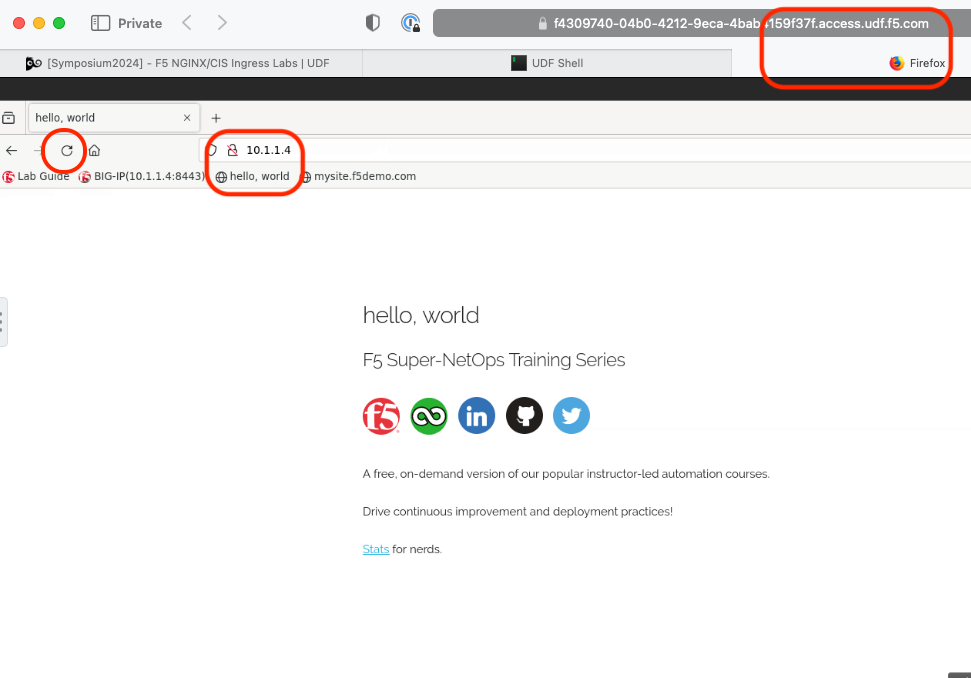 Private
f4309740-04b0-4212-9eca-4bab4159f37f.access.udf.f5.com
[Symposium2024] - F5 NGINX/CIS Ingress Labs | UDF
UDF Shell
Firefox
hello, world
10.1.1.4
Lab Guide
BIG-IP(10.1.1.4:8443)
hello, world
mysite.f5demo.com
hello, world
F5 Super-NetOps Training Series
f5
in
A free, on-demand version of our popular instructor-led automation courses.
Drive continuous improvement and deployment practices!
Stats for nerds.